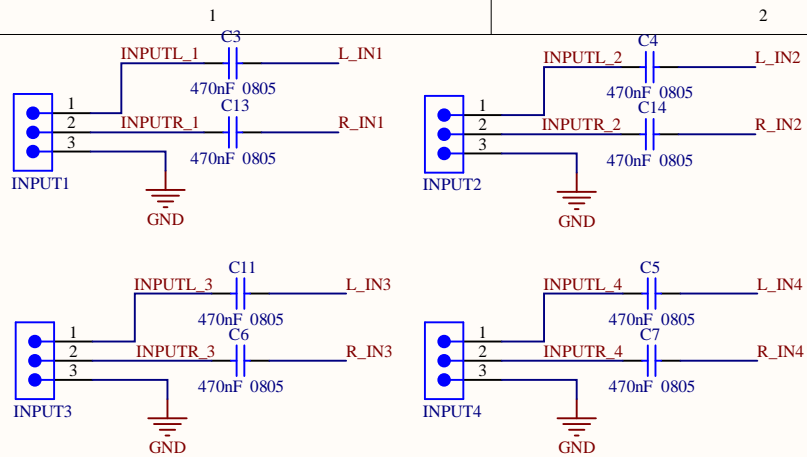 1
2
C3
INPUTL_1
L_IN1
470nF 0805
C13
1
2
INPUTR_1
R_IN1
3
470nF 0805
INPUT1
GND
C4
INPUTL_2
L_IN2
470nF 0805
C14
1
2
INPUTR_2
R_IN2
3
470nF 0805
INPUT2
GND
C11
INPUTL_3
L_IN3
470nF 0805
C6
1
2
INPUTR_3
R_IN3
3
470nF 0805
INPUT3
GND
C5
INPUTL_4
L_IN4
470nF 0805
C7
1
2
INPUTR_4
R_IN4
3
470nF 0805
INPUT4
GND